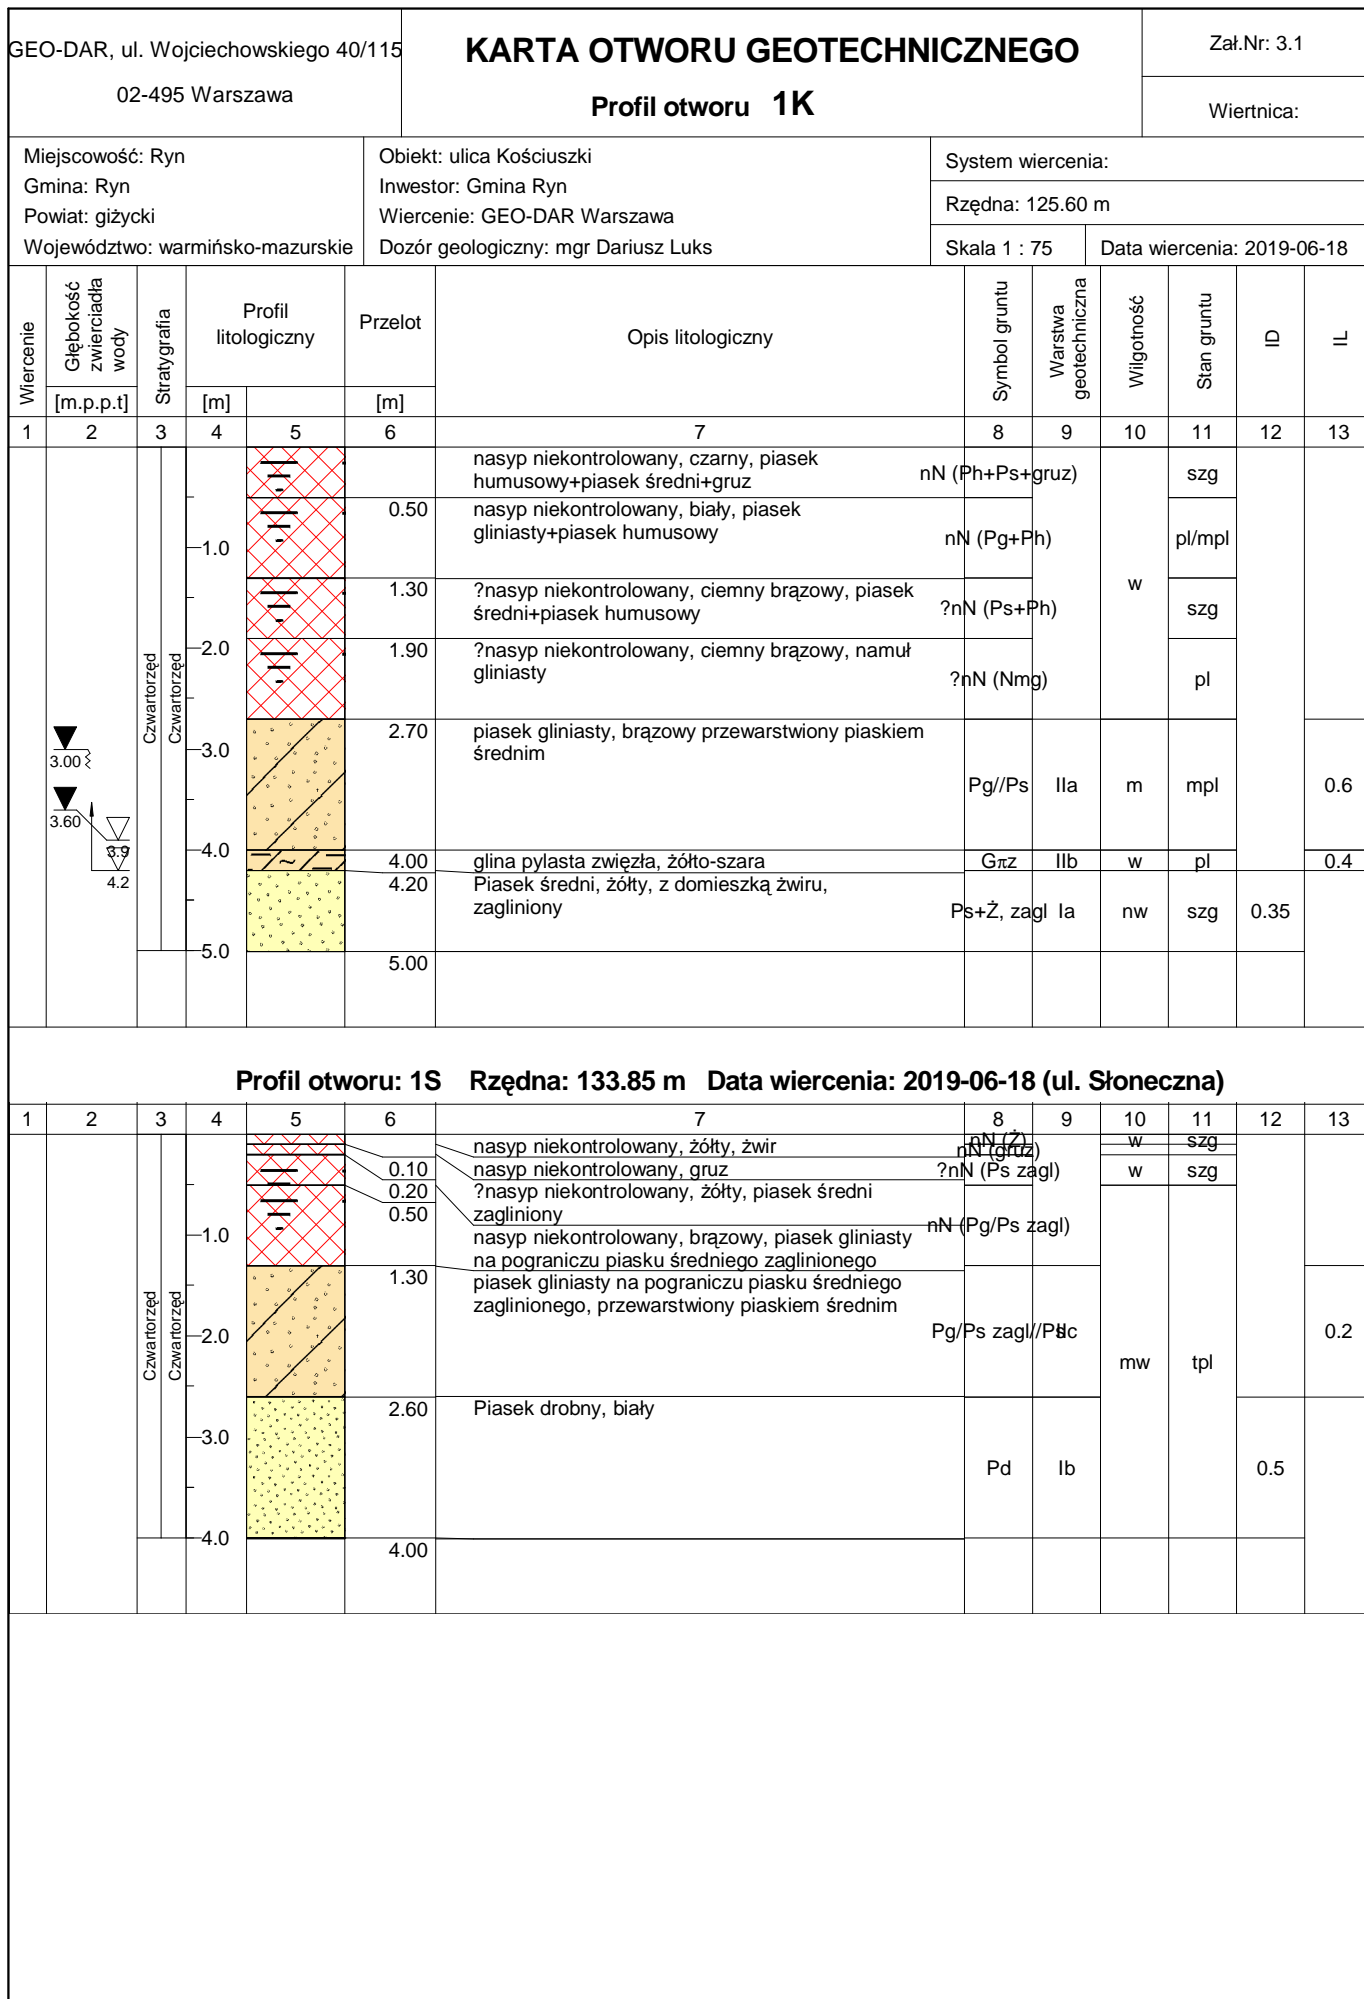 GEO-DAR, ul. Wojciechowskiego 40/115
02-495 Warszawa
KARTA OTWORU GEOTECHNICZNEGO
Profil otworu 1K
Zał.Nr: 3.1
Wiertnica:
Miejscowość: Ryn
Gmina: Ryn
Powiat: giżycki
Województwo: warmińsko-mazurskie
Obiekt: ulica Kościuszki
Inwestor: Gmina Ryn
Wiercenie: GEO-DAR Warszawa
Dozór geologiczny: mgr Dariusz Luks
System wiercenia:
Rzędna: 125.60 m
Skala 1 : 75
Data wiercenia: 2019-06-18
Wiercenie
Głębokość zwierciadła wody
[m.p.p.t]
Stratygrafia
Profil litologiczny
[m]
Przelot
[m]
Opis litologiczny
Symbol gruntu
Warstwa geotechniczna
Wilgotność
Stan gruntu
ID
IL
1 2 3 4 5 6 7 8 9 10 11 12 13
nasyp niekontrolowany, czarny, piasek
humusowy+piasek średni+gruz
nN (Ph+Ps+gruz)
szg
0.50
nasyp niekontrolowany, biały, piasek
gliniasty+piasek humusowy
nN (Pg+Ph)
pl/mpl
1.0
w
1.30
?nasyp niekontrolowany, ciemny brązowy, piasek
średni+piasek humusowy
?nN (Ps+Ph)
szg
1.90
2.0
?nasyp niekontrolowany, ciemny brązowy, namuł
gliniasty
?nN (Nmg)
pl
Czwartorzęd
Czwartorzęd
2.70
piasek gliniasty, brązowy przewarstwiony piaskiem
średnim
Pg//Ps IIa m mpl 0.6
3.00
3.0
3.60
3.9
4.2
4.0
4.00
glina pylasta zwięzła, żółto-szara
Gπz IIb w pl 0.4
4.20
Piasek średni, żółty, z domieszką żwiru,
zagliniony
Ps+Ż, zagl Ia nw szg 0.35
5.0
5.00
Profil otworu: 1S Rzędna: 133.85 m Data wiercenia: 2019-06-18 (ul. Słoneczna)
1 2 3 4 5 6 7 8 9 10 11 12 13
nasyp niekontrolowany, żółty, żwir
nN (Ż) w szg
0.10
nasyp niekontrolowany, gruz
nN (gruz)
0.20
?nasyp niekontrolowany, żółty, piasek średni
zagliniony
?nN (Ps zagl) w szg
0.50
nasyp niekontrolowany, brązowy, piasek gliniasty
na pograniczu piasku średniego zaglinionego
nN (Pg/Ps zagl)
1.0
1.30
piasek gliniasty na pograniczu piasku średniego
zaglinionego, przewarstwiony piaskiem średnim
Pg/Ps zagl//Ps IIc 0.2
Czwartorzęd
Czwartorzęd
2.0
mw tpl
2.60
Piasek drobny, biały
3.0
Pd Ib 0.5
4.0
4.00